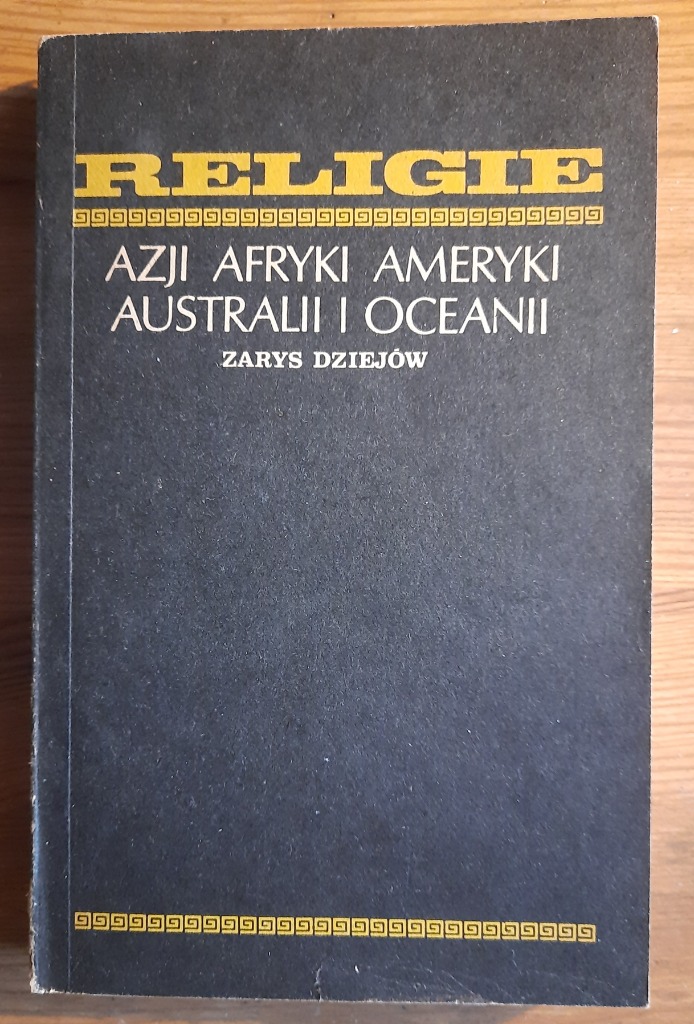 RELIGIE
AZJI AFRYKI AMERYKI
AUSTRALII I OCEANII
ZARYS DZIEJÓW